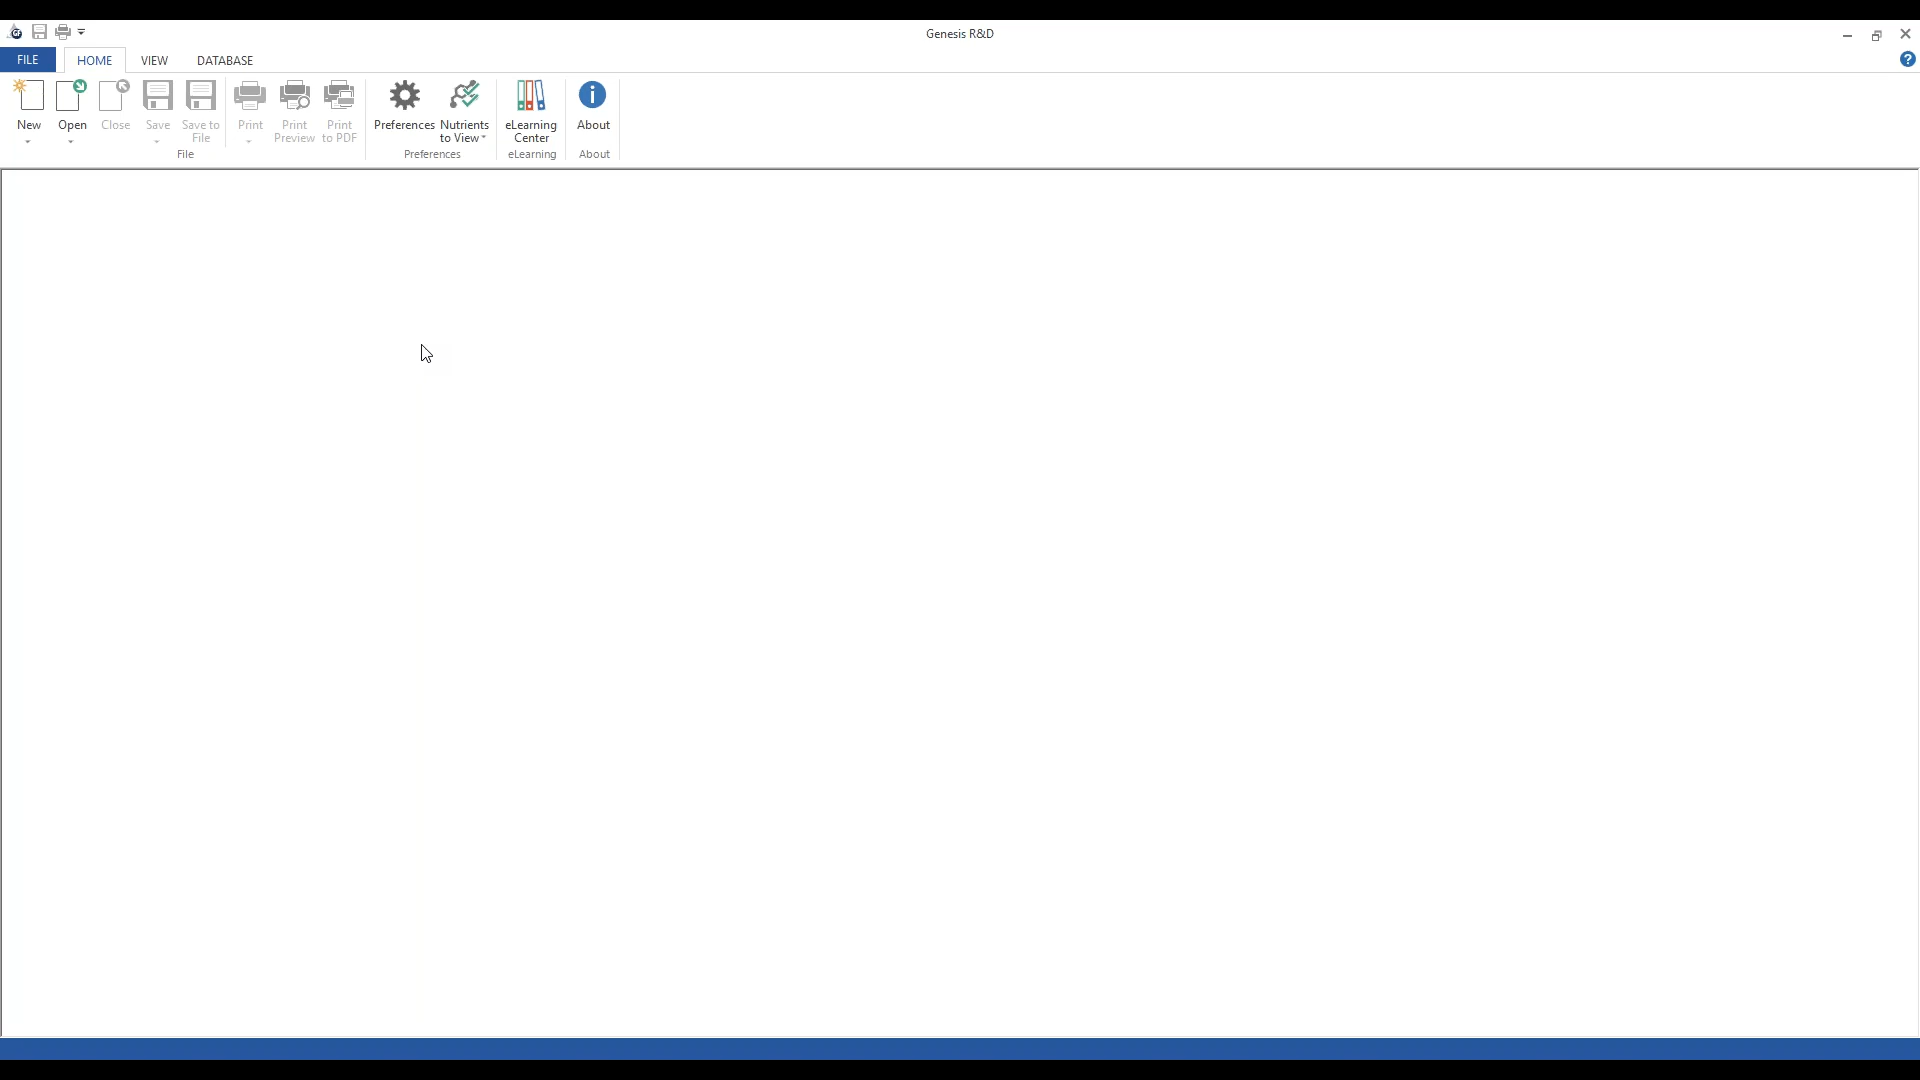 Genesis R&D
FILE HOME VIEW DATABASE
New Open Close Save Save to File Print Print Preview Print to PDF Preferences Nutrients to View eLearning Center About
File Preferences eLearning About